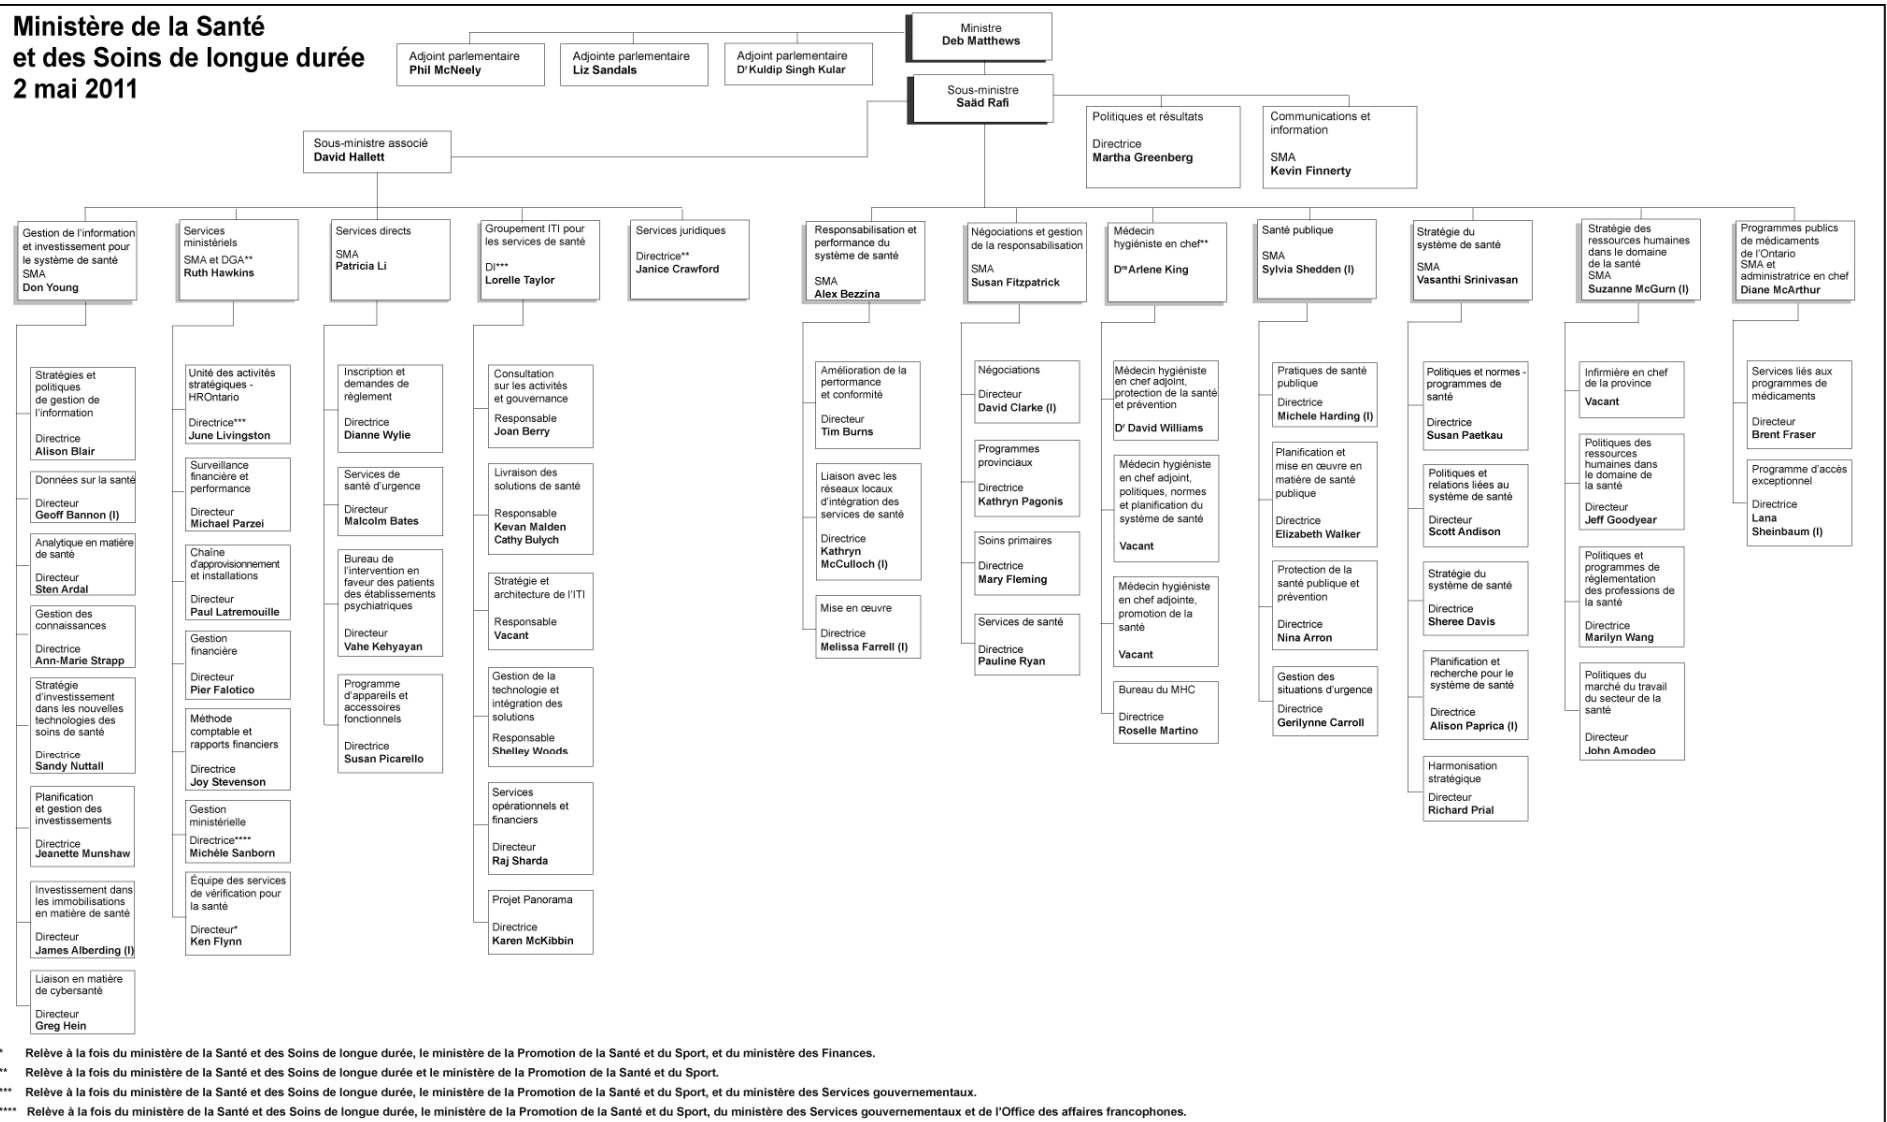 Ministère de la Santé
et des Soins de longue durée
2 mai 2011
Ministre
Deb Matthews
Adjoint parlementaire
Phil McNeely
Adjointe parlementaire
Liz Sandals
Adjoint parlementaire
Dʳ Kuldip Singh Kular
Sous-ministre
Saäd Rafi
Politiques et résultats
Directrice
Martha Greenberg
Communications et
information
SMA
Kevin Finnerty
Sous-ministre associé
David Hallett
Gestion de l'information
et investissement pour
le système de santé
SMA
Don Young
Services
ministériels
SMA et DGA**
Ruth Hawkins
Services directs
SMA
Patricia Li
Groupement ITI pour
les services de santé
DI***
Lorelle Taylor
Services juridiques
Directrice**
Janice Crawford
Responsabilisation et
performance du
système de santé
SMA
Alex Bezzina
Négociations et gestion
de la responsabilisation
SMA
Susan Fitzpatrick
Médecin
hygiéniste en chef**
Dʳᵉ Arlene King
Santé publique
SMA
Sylvia Shedden (I)
Stratégie du
système de santé
SMA
Vasanthi Srinivasan
Stratégie des
ressources humaines
dans le domaine
de la santé
SMA
Suzanne McGurn (I)
Programmes publics
de médicaments
de l'Ontario
SMA et
administratrice en chef
Diane McArthur
Stratégies et
politiques
de gestion de
l'information
Directrice
Alison Blair
Données sur la santé
Directeur
Geoff Bannon (I)
Analytique en matière
de santé
Directeur
Sten Ardal
Gestion des
connaissances
Directrice
Ann-Marie Strapp
Stratégie
d'investissement
dans les nouvelles
technologies des
soins de santé
Directrice
Sandy Nuttall
Planification
et gestion des
investissements
Directrice
Jeanette Munshaw
Investissement dans
les immobilisations
en matière de santé
Directeur
James Alberding (I)
Liaison en matière
de cybersanté
Directeur
Greg Hein
Unité des activités
stratégiques -
HROntario
Directrice***
June Livingston
Surveillance
financière et
performance
Directeur
Michael Parzei
Chaîne
d'approvisionnement
et installations
Directeur
Paul Latremouille
Gestion
financière
Directeur
Pier Falotico
Méthode
comptable et
rapports financiers
Directrice
Joy Stevenson
Gestion
ministérielle
Directrice****
Michèle Sanborn
Équipe des services
de vérification pour
la santé
Directeur*
Ken Flynn
Inscription et
demandes de
règlement
Directrice
Dianne Wylie
Services de
santé d'urgence
Directeur
Malcolm Bates
Bureau de
l'intervention en
faveur des patients
des établissements
psychiatriques
Directeur
Vahe Kehyayan
Programme
d'appareils et
accessoires
fonctionnels
Directrice
Susan Picarello
Consultation
sur les activités
et gouvernance
Responsable
Joan Berry
Livraison des
solutions de santé
Responsable
Kevan Malden
Cathy Bulych
Stratégie et
architecture de l'ITI
Responsable
Vacant
Gestion de la
technologie et
intégration des
solutions
Responsable
Shelley Woods
Services
opérationnels et
financiers
Directeur
Raj Sharda
Projet Panorama
Directrice
Karen McKibbin
Amélioration de la
performance
et conformité
Directeur
Tim Burns
Liaison avec les
réseaux locaux
d'intégration des
services de santé
Directrice
Kathryn
McCulloch (I)
Mise en œuvre
Directrice
Melissa Farrell (I)
Négociations
Directeur
David Clarke (I)
Programmes
provinciaux
Directrice
Kathryn Pagonis
Soins primaires
Directrice
Mary Fleming
Services de santé
Directrice
Pauline Ryan
Médecin hygiéniste
en chef adjoint,
protection de la santé
et prévention
Dʳ David Williams
Médecin hygiéniste
en chef adjoint,
politiques, normes
et planification du
système de santé
Vacant
Médecin hygiéniste
en chef adjointe,
promotion de la
santé
Vacant
Bureau du MHC
Directrice
Roselle Martino
Pratiques de santé
publique
Directrice
Michele Harding (I)
Planification et
mise en œuvre en
matière de santé
publique
Directrice
Elizabeth Walker
Protection de la
santé publique et
prévention
Directrice
Nina Arron
Gestion des
situations d'urgence
Directrice
Gerilynne Carroll
Politiques et normes -
programmes de
santé
Directrice
Susan Paetkau
Politiques et
relations liées au
système de santé
Directeur
Scott Andison
Stratégie du
système de santé
Directrice
Sheree Davis
Planification et
recherche pour le
système de santé
Directrice
Alison Paprica (I)
Harmonisation
stratégique
Directeur
Richard Prial
Infirmière en chef
de la province
Vacant
Politiques des
ressources
humaines dans
le domaine de
la santé
Directeur
Jeff Goodyear
Politiques et
programmes de
réglementation
des professions de
la santé
Directrice
Marilyn Wang
Politiques du
marché du travail
du secteur de la
santé
Directeur
John Amodeo
Services liés aux
programmes de
médicaments
Directeur
Brent Fraser
Programme d'accès
exceptionnel
Directrice
Lana
Sheinbaum (I)
* Relève à la fois du ministère de la Santé et des Soins de longue durée, le ministère de la Promotion de la Santé et du Sport, et du ministère des Finances.
** Relève à la fois du ministère de la Santé et des Soins de longue durée et le ministère de la Promotion de la Santé et du Sport.
*** Relève à la fois du ministère de la Santé et des Soins de longue durée, le ministère de la Promotion de la Santé et du Sport, et du ministère des Services gouvernementaux.
**** Relève à la fois du ministère de la Santé et des Soins de longue durée, le ministère de la Promotion de la Santé et du Sport, du ministère des Services gouvernementaux et de l'Office des affaires francophones.